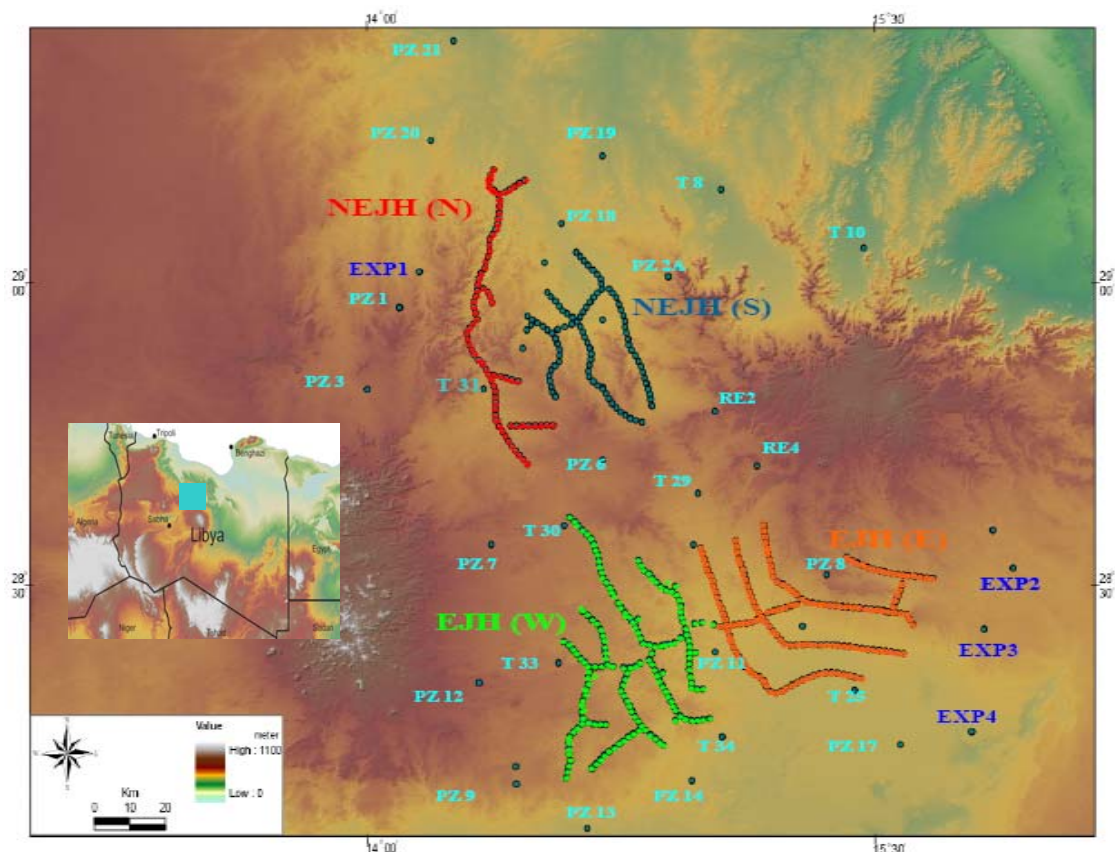 14°00'
15°30'
PZ 21
PZ 20
PZ 19
T 8
NEJH (N)
PZ 18
T 10
EXP1
PZ 2A
29°
00'
29°
00'
PZ 1
NEJH (S)
PZ 3
T 31
RE2
RE4
PZ 6
T 29
Tripoli
Benghazi
Algeria
Sabha
Libya
Egypt
Niger
T 30
EJH (E)
PZ 7
PZ 8
EXP2
28°
30'
28°
30'
EJH (W)
T 33
PZ 11
EXP3
PZ 12
T 25
EXP4
T 34
PZ 17
Value
meter
High : 1100
Low : 0
Km
0 10 20
PZ 9
PZ 14
PZ 13
14°00'
15°30'